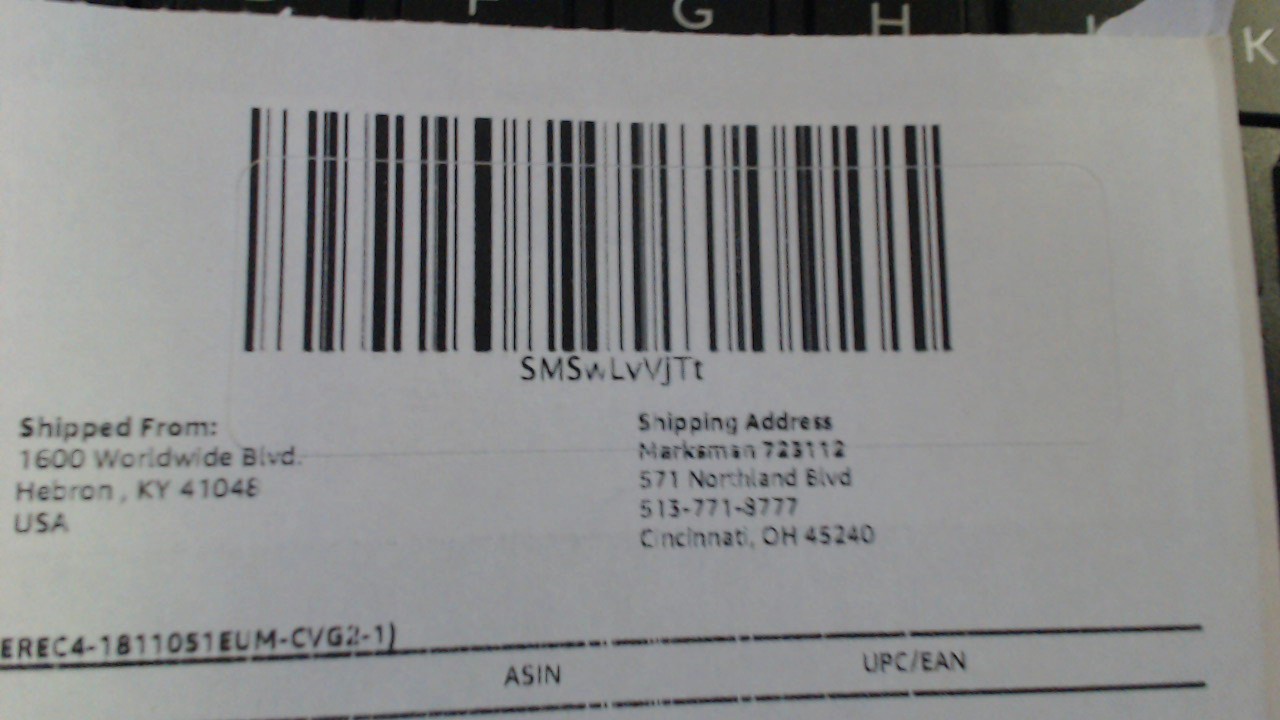 F G H K
SMSwLvVjTt
Shipped From:
1600 Worldwide Blvd.
Hebron , KY 41048
USA
Shipping Address
Marksman 723112
571 Northland Blvd
513-771-8777
Cincinnati, OH 45240
EREC4-1811051EUM-CVG2-1)
ASIN UPC/EAN